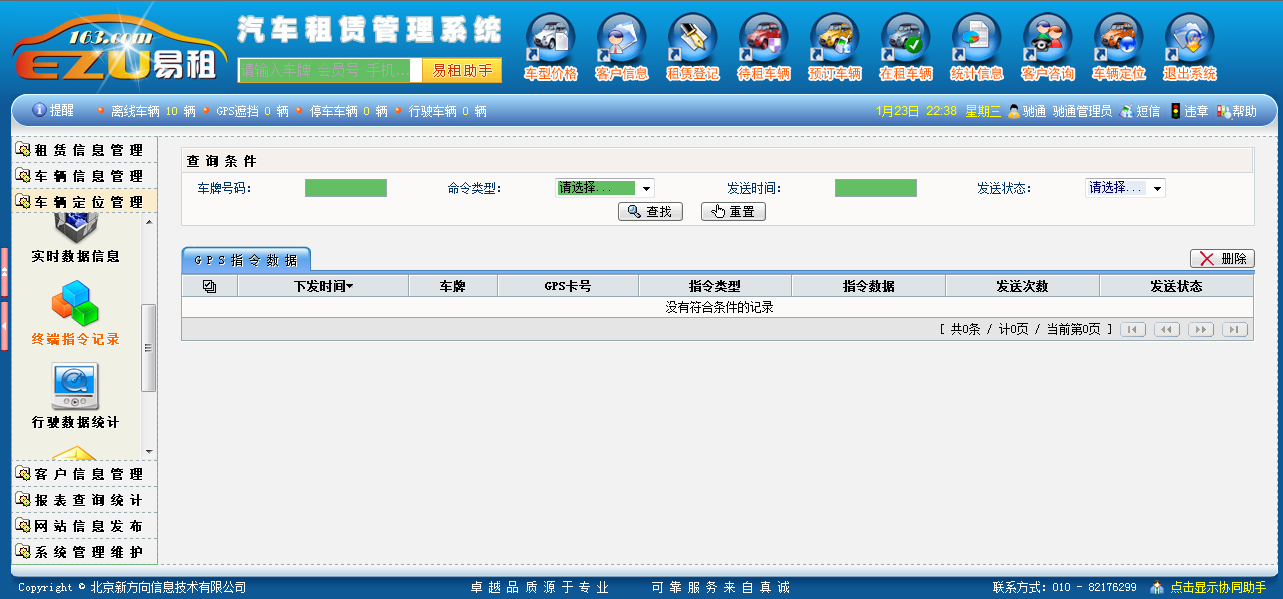 163.com
EZU易租
汽车租赁管理系统
请输入车牌 会员号 手机... 易租助手
车型价格 客户信息 租赁登记 待租车辆 预订车辆 在租车辆 统计信息 客户咨询 车辆定位 退出系统
提醒 离线车辆 10 辆 GPS遮挡 0 辆 停车车辆 0 辆 行驶车辆 0 辆 1月23日 22:38 星期三 驰通 驰通管理员 短信 违章 帮助
租赁信息管理
车辆信息管理
车辆定位管理
实时数据信息
终端指令记录
行驶数据统计
客户信息管理
报表查询统计
网站信息发布
系统管理维护
查询条件
车牌号码: 命令类型: 请选择... 发送时间: 发送状态: 请选择...
查找 重置
GPS指令数据 删除
下发时间 车牌 GPS卡号 指令类型 指令数据 发送次数 发送状态
没有符合条件的记录
[ 共0条 / 计0页 / 当前第0页 ]
Copyright © 北京新方向信息技术有限公司 卓越品质源于专业 可靠服务来自真诚 联系方式: 010 - 82176299 点击显示协同助手